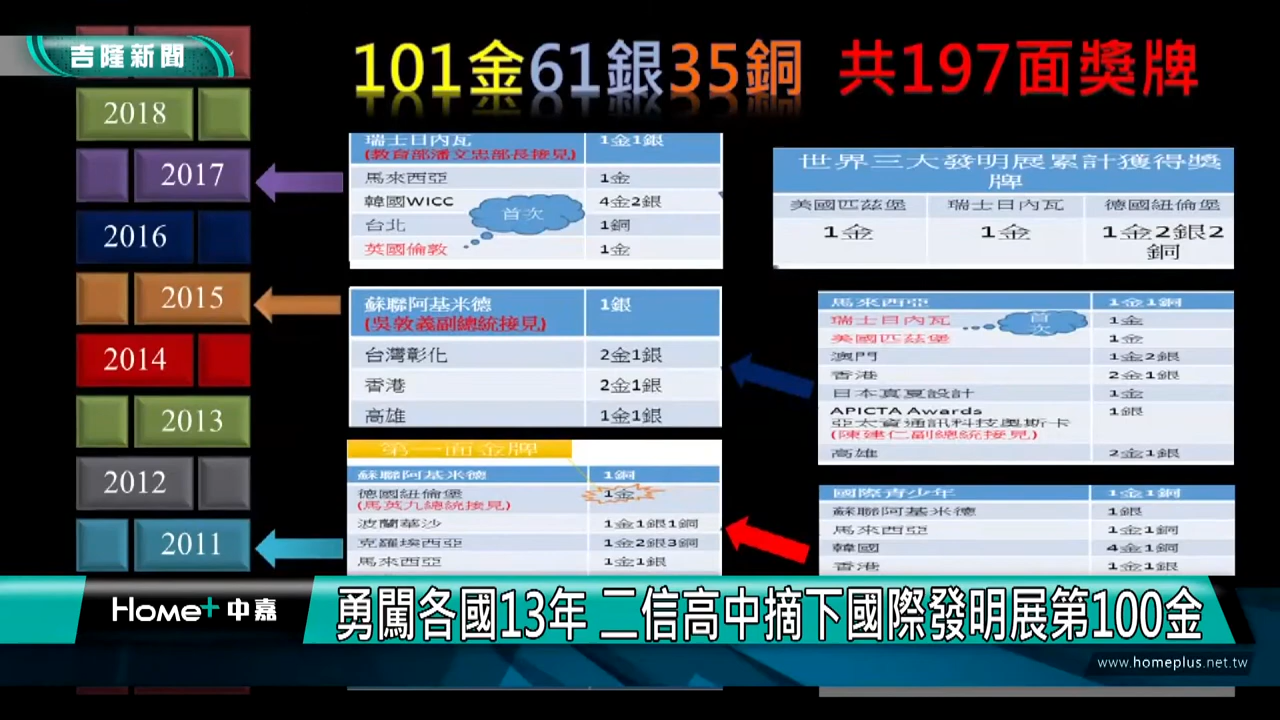 吉隆新聞
101金61銀35銅 共197面獎牌
2018
2017
2016
2015
2014
2013
2012
2011
瑞士日內瓦 1金1銀
(教育部潘文忠部長接見)
馬來西亞 1金
韓國WICC 4金2銀
首次
台北 1銅
英國倫敦 1金
世界三大發明展累計獲得獎
牌
美國匹茲堡 瑞士日內瓦 德國紐倫堡
1金 1金 1金2銀2
銅
蘇聯阿基米德 1銀
(吳敦義副總統接見)
台灣彰化 2金1銀
香港 2金1銀
高雄 1金1銀
馬來西亞 1金1銅
瑞士日內瓦 1金
首
次
美國匹茲堡 1金
澳門 1金2銀
香港 2金1銀
日本真夏設計 1金
APICTA Awards 1銀
亞太資通訊科技奧斯卡
(陳建仁副總統接見)
高雄 2金1銀
第一面金牌
蘇聯阿基米德 1銅
德國紐倫堡 1金
(馬英九總統接見)
波蘭華沙 1金1銀1銅
克羅埃西亞 1金2銀3銅
馬來西亞 1金1銀
國際青少年 1金1銅
蘇聯阿基米德 1銀
馬來西亞 1金1銅
韓國 4金1銅
香港 1金1銀
Home+中嘉
勇闖各國13年 二信高中摘下國際發明展第100金
www.homeplus.net.tw